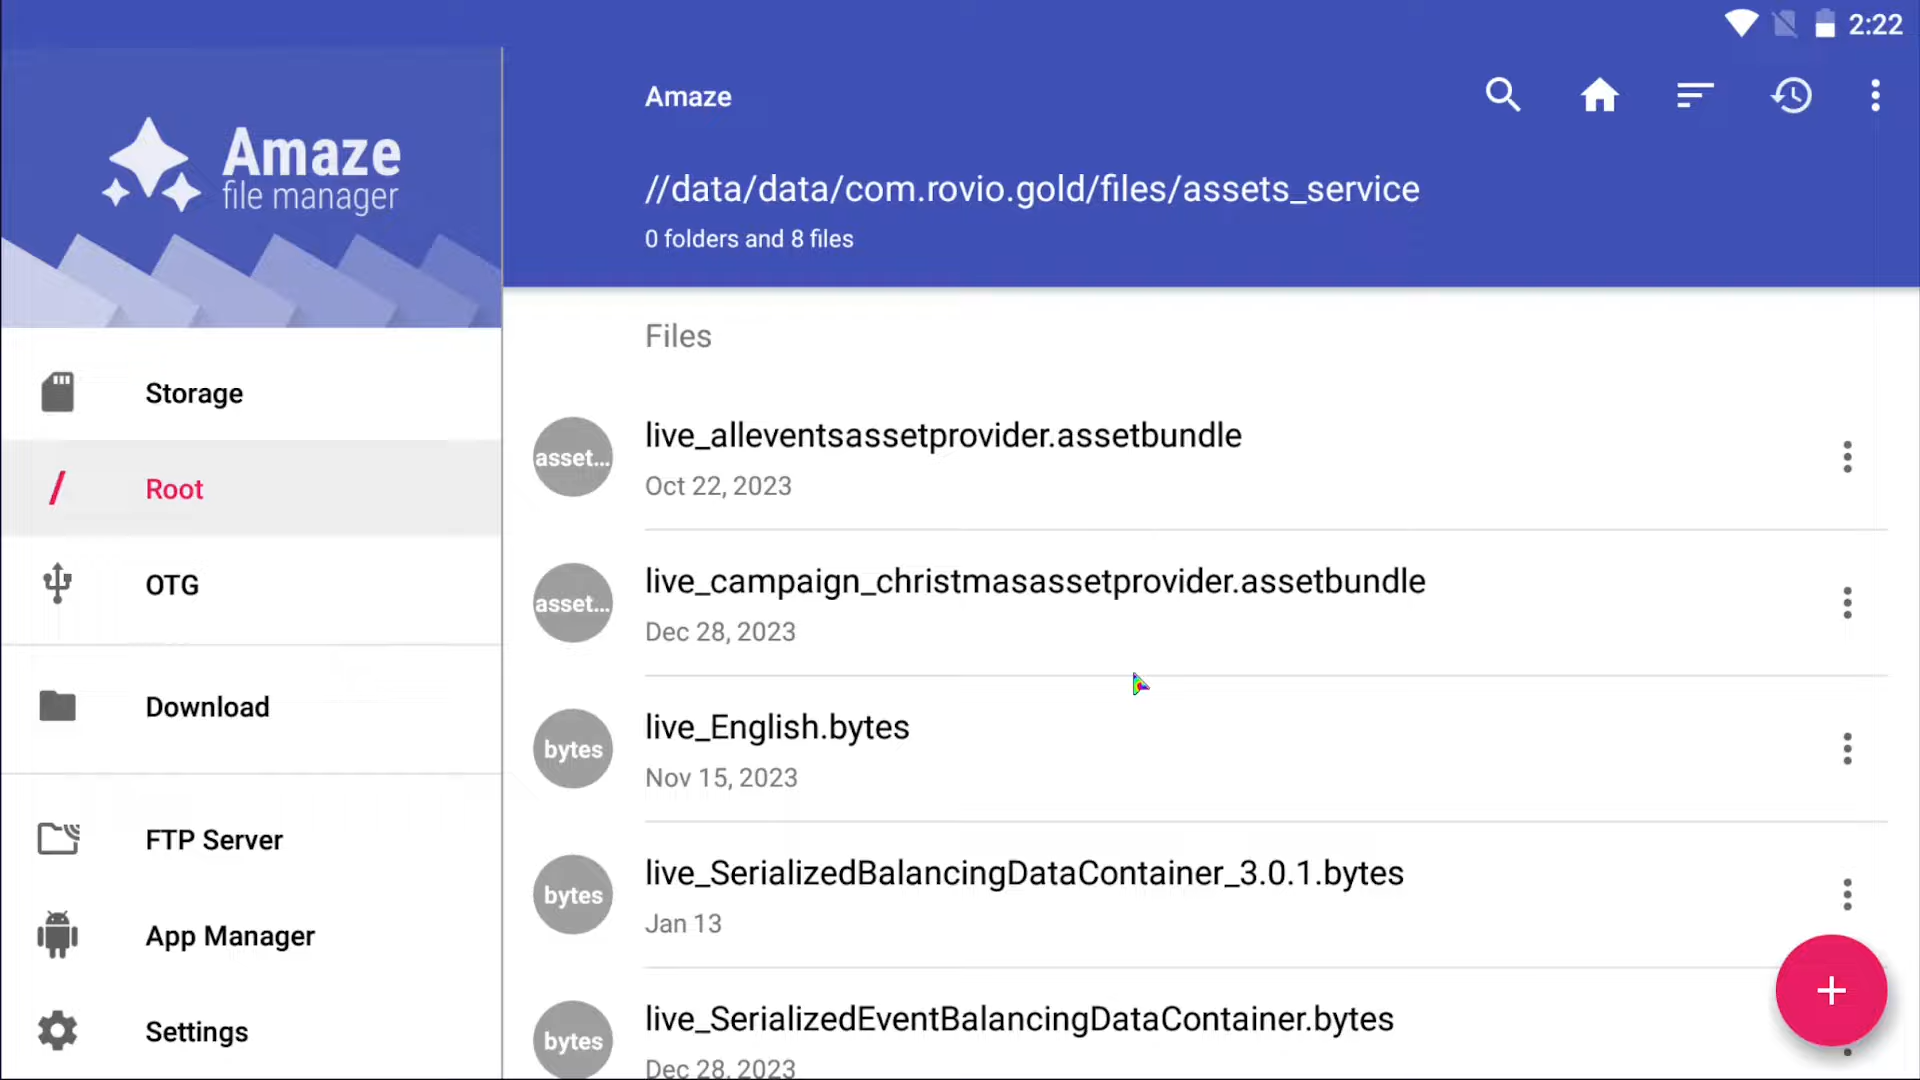 2:22
Amaze
file manager
Amaze
//data/data/com.rovio.gold/files/assets_service
0 folders and 8 files
Storage
Root
OTG
Download
FTP Server
App Manager
Settings
Files
asset...
live_alleventsassetprovider.assetbundle
Oct 22, 2023
asset...
live_campaign_christmasassetprovider.assetbundle
Dec 28, 2023
bytes
live_English.bytes
Nov 15, 2023
bytes
live_SerializedBalancingDataContainer_3.0.1.bytes
Jan 13
bytes
live_SerializedEventBalancingDataContainer.bytes
Dec 28, 2023